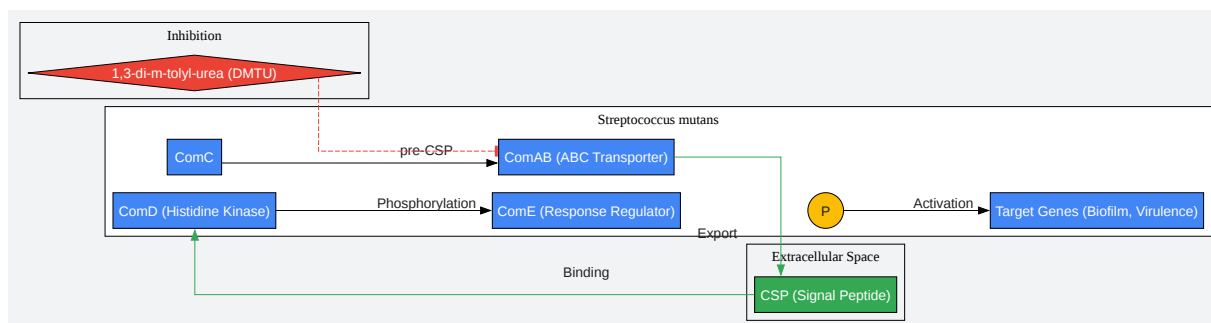 Inhibition
1,3-di-m-tolyl-urea (DMTU)
Streptococcus mutans
ComC
pre-CSP
ComAB (ABC Transporter)
ComD (Histidine Kinase)
Phosphorylation
ComE (Response Regulator)
P
Activation
Target Genes (Biofilm, Virulence)
Export
Extracellular Space
Binding
CSP (Signal Peptide)